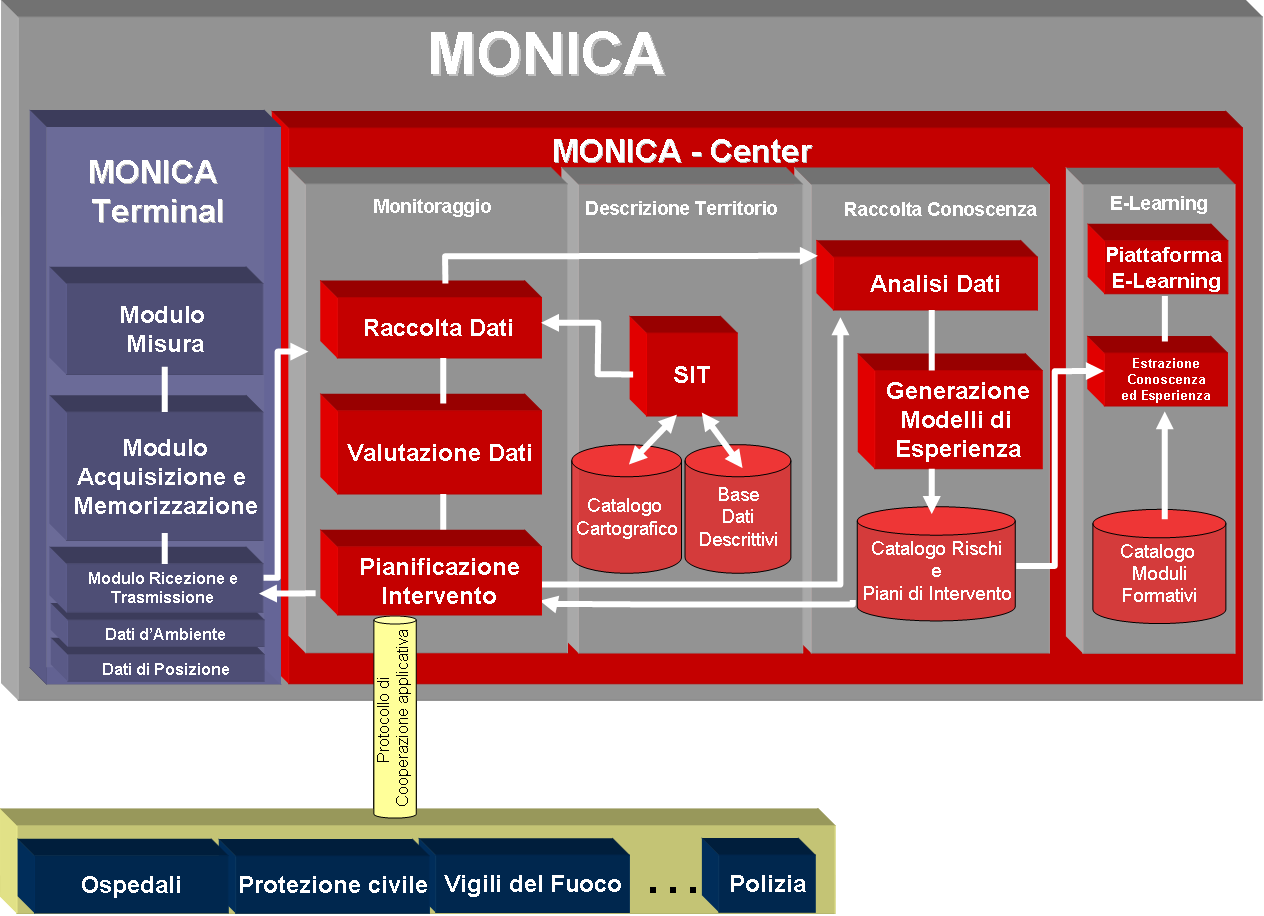 MONICA
MONICA
Terminal
Modulo
Misura
Modulo
Acquisizione e
Memorizzazione
Modulo Ricezione e
Trasmissione
Dati d'Ambiente
Dati di Posizione
MONICA - Center
Monitoraggio
Raccolta Dati
Valutazione Dati
Pianificazione
Intervento
Descrizione Territorio
SIT
Catalogo
Cartografico
Base
Dati
Descrittivi
Raccolta Conoscenza
Analisi Dati
Generazione
Modelli di
Esperienza
Catalogo Rischi
e
Piani di Intervento
E-Learning
Piattaforma
E-Learning
Estrazione
Conoscenza
ed Esperienza
Catalogo
Moduli
Formativi
Protocollo di
Cooperazione applicativa
Ospedali
Protezione civile
Vigili del Fuoco
...
Polizia